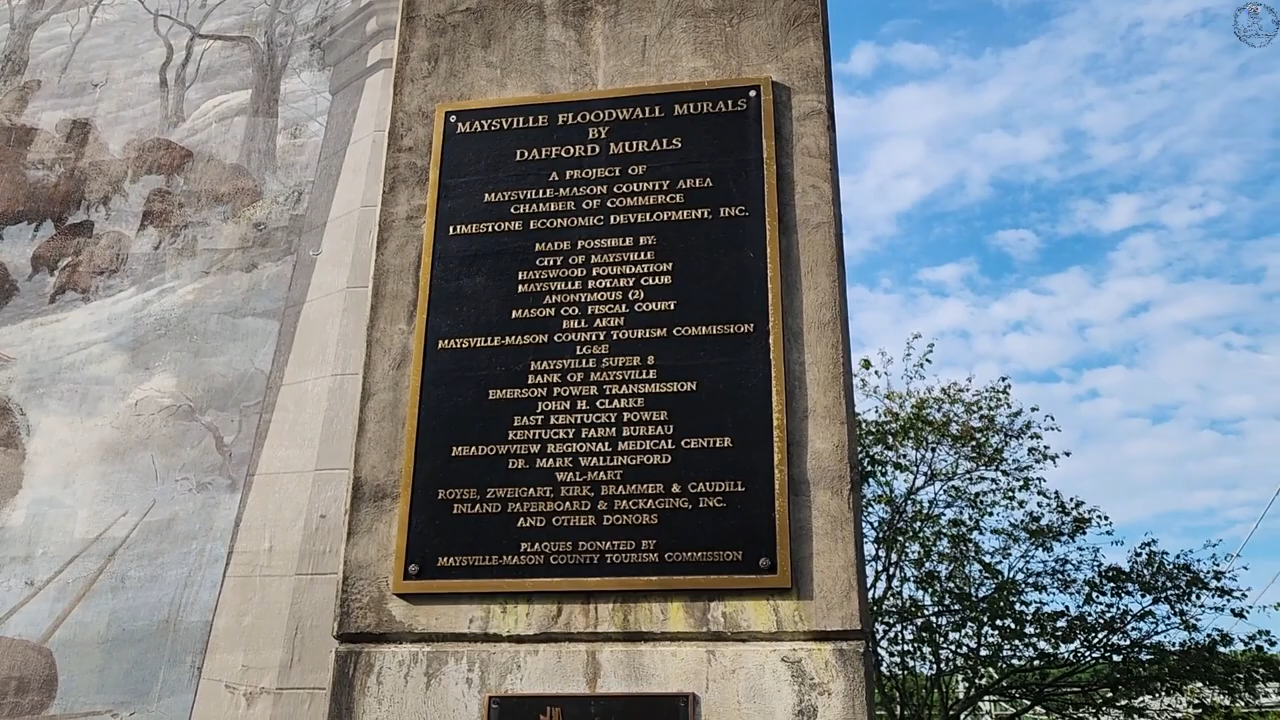 MAYSVILLE FLOODWALL MURALS
BY
DAFFORD MURALS
A PROJECT OF
MAYSVILLE-MASON COUNTY AREA
CHAMBER OF COMMERCE
LIMESTONE ECONOMIC DEVELOPMENT, INC.
MADE POSSIBLE BY:
CITY OF MAYSVILLE
HAYSWOOD FOUNDATION
MAYSVILLE ROTARY CLUB
ANONYMOUS (2)
MASON CO. FISCAL COURT
BILL AKIN
MAYSVILLE-MASON COUNTY TOURISM COMMISSION
LG&E
MAYSVILLE SUPER 8
BANK OF MAYSVILLE
EMERSON POWER TRANSMISSION
JOHN H. CLARKE
EAST KENTUCKY POWER
KENTUCKY FARM BUREAU
MEADOWVIEW REGIONAL MEDICAL CENTER
DR. MARK WALLINGFORD
WAL-MART
ROYSE, ZWEIGART, KIRK, BRAMMER & CAUDILL
INLAND PAPERBOARD & PACKAGING, INC.
AND OTHER DONORS
PLAQUES DONATED BY
MAYSVILLE-MASON COUNTY TOURISM COMMISSION